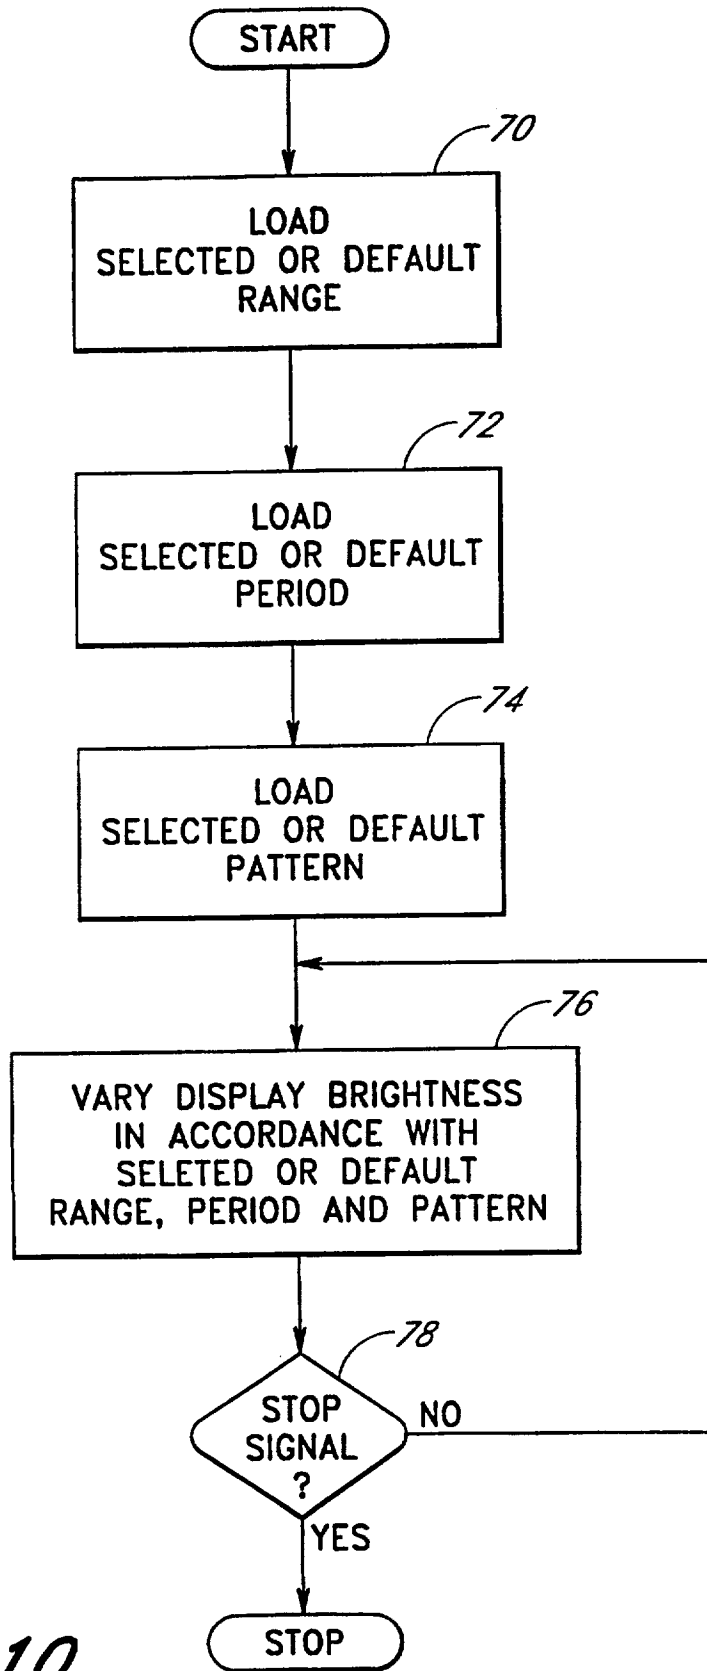 START
70
LOAD
SELECTED OR DEFAULT
RANGE
72
LOAD
SELECTED OR DEFAULT
PERIOD
74
LOAD
SELECTED OR DEFAULT
PATTERN
76
VARY DISPLAY BRIGHTNESS
IN ACCORDANCE WITH
SELETED OR DEFAULT
RANGE, PERIOD AND PATTERN
78
STOP
SIGNAL
?
NO
YES
STOP
10